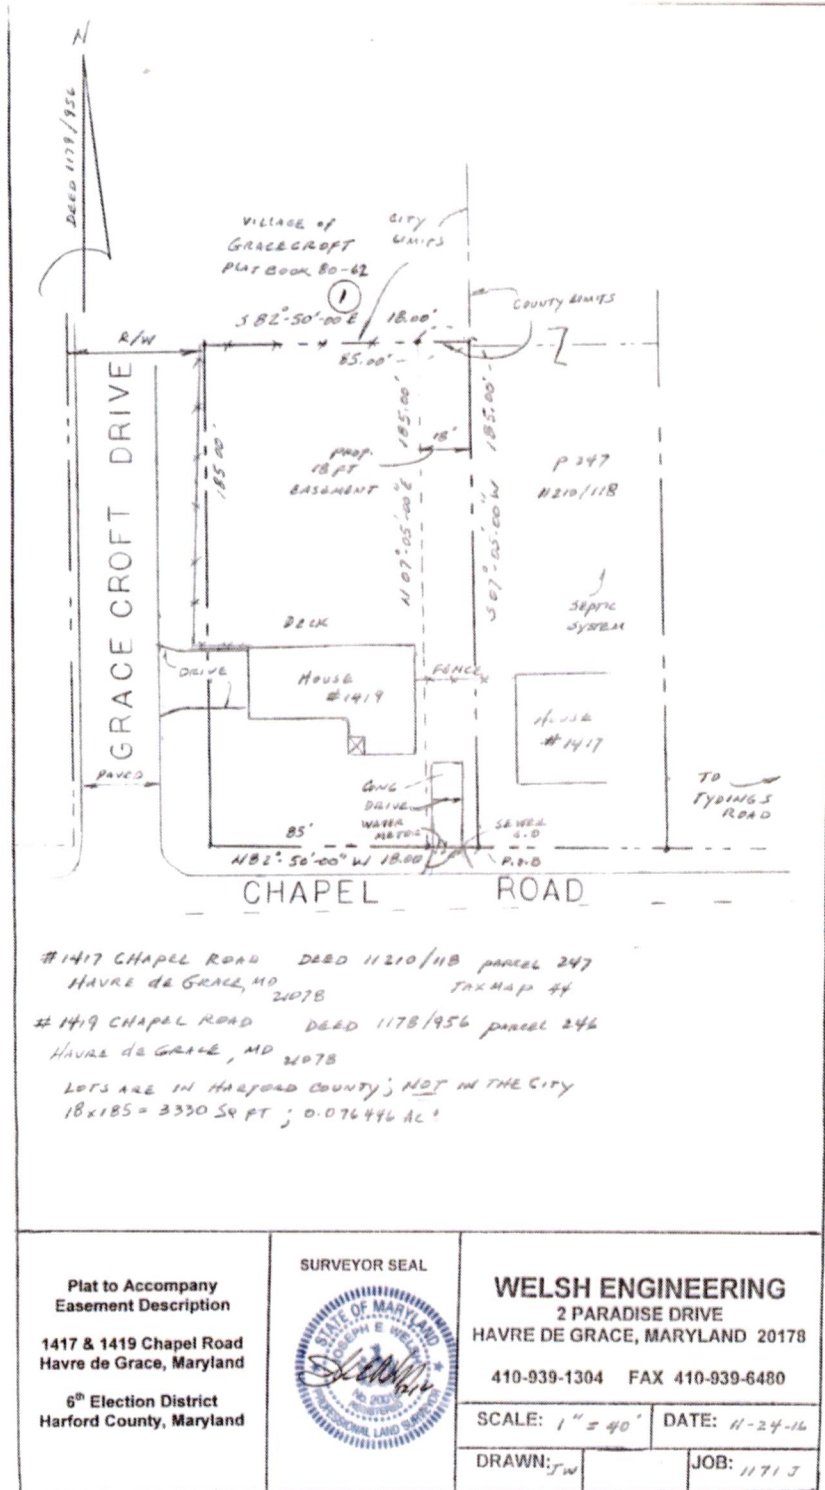 N
DEED 1179/956
VILLAGE OF
GRACECROFT
PLAT BOOK 80-62
1
CITY
LIMITS
COUNTY LIMITS
S 82°-50'-00 E 18.00'
85.00'
R/W
GRACE CROFT DRIVE
185.00'
N 07°-05'-00" E 185.00'
S 07°-05'-00" W 185.00'
18'
PROP.
18 FT
EASEMENT
P 247
11210/118
SEPTIC
SYSTEM
DECK
DRIVE
HOUSE
#1419
FENCE
HOUSE
#1417
PAVED
CONC
DRIVE
WATER
METER
SEWER
C.O
TO
TYDINGS
ROAD
85'
N 82°-50'-00" W 18.00
P.O.B
CHAPEL ROAD
#1417 CHAPEL ROAD DEED 11210/118 PARCEL 247
HAVRE de GRACE, MD 21078 TAX MAP 44
#1419 CHAPEL ROAD DEED 1178/956 PARCEL 246
HAVRE de GRACE, MD 21078
LOTS ARE IN HARFORD COUNTY; NOT IN THE CITY
18x185 = 3330 SQ FT; 0.076446 AC±
Plat to Accompany
Easement Description
1417 & 1419 Chapel Road
Havre de Grace, Maryland
6th Election District
Harford County, Maryland
SURVEYOR SEAL
STATE OF MARYLAND
JOSEPH E WELSH
REGISTERED
PROFESSIONAL LAND SURVEYOR
WELSH ENGINEERING
2 PARADISE DRIVE
HAVRE DE GRACE, MARYLAND 20178
410-939-1304 FAX 410-939-6480
SCALE: 1" = 40'
DATE: 11-24-16
DRAWN: JW
JOB: 1171 J